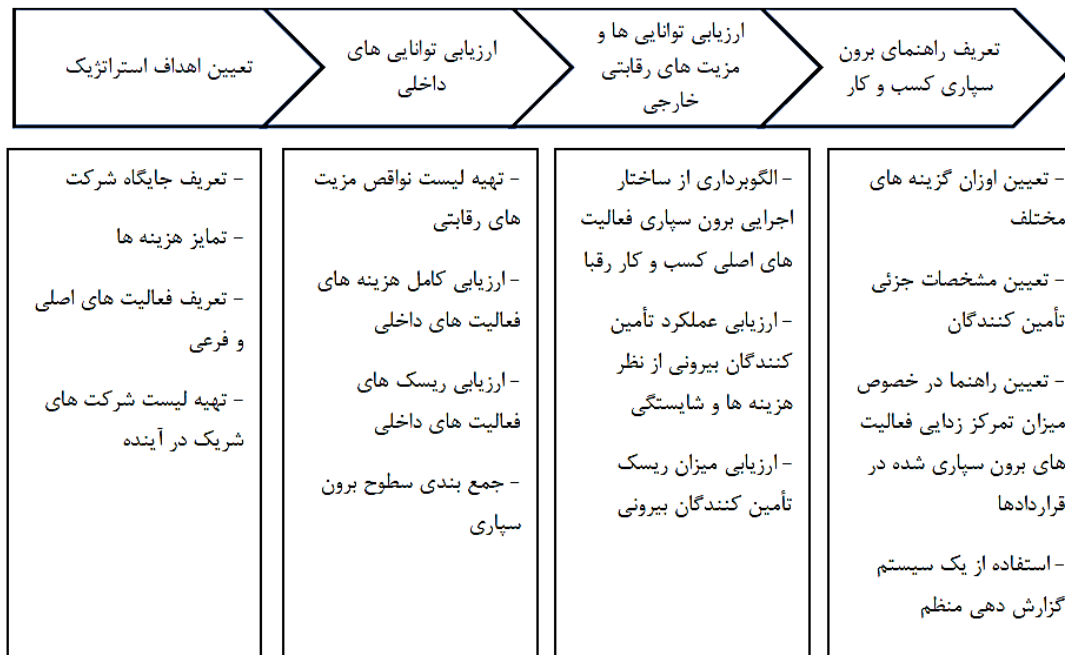 تعیین اهداف استراتژیک
ارزیابی توانایی های
داخلی
ارزیابی توانایی ها و
مزیت های رقابتی
خارجی
تعریف راهنمای برون
سپاری کسب و کار
- تعریف جایگاه شرکت
- تمایز هزینه ها
- تعریف فعالیت های اصلی
و فرعی
- تهیه لیست شرکت های
شریک در آینده
- تهیه لیست نواقص مزیت
های رقابتی
- ارزیابی کامل هزینه های
فعالیت های داخلی
- ارزیابی ریسک های
فعالیت های داخلی
- جمع بندی سطوح برون
سپاری
- الگوبرداری از ساختار
اجرایی برون سپاری فعالیت
های اصلی کسب و کار رقبا
- ارزیابی عملکرد تأمین
کنندگان بیرونی از نظر
هزینه ها و شایستگی
- ارزیابی میزان ریسک
تأمین کنندگان بیرونی
- تعیین اوزان گزینه های
مختلف
- تعیین مشخصات جزئی
تأمین کنندگان
- تعیین راهنما در خصوص
میزان تمرکز زدایی فعالیت
های برون سپاری شده در
قراردادها
- استفاده از یک سیستم
گزارش دهی منظم